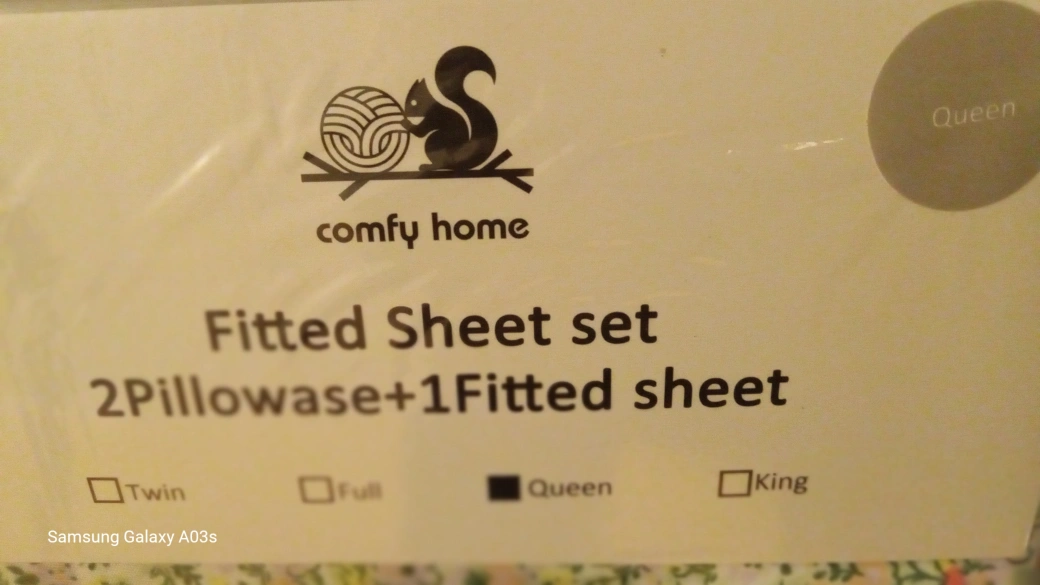 Queen
comfy home
Fitted Sheet set
2Pillowase+1Fitted sheet
Twin Full Queen King
Samsung Galaxy A03s